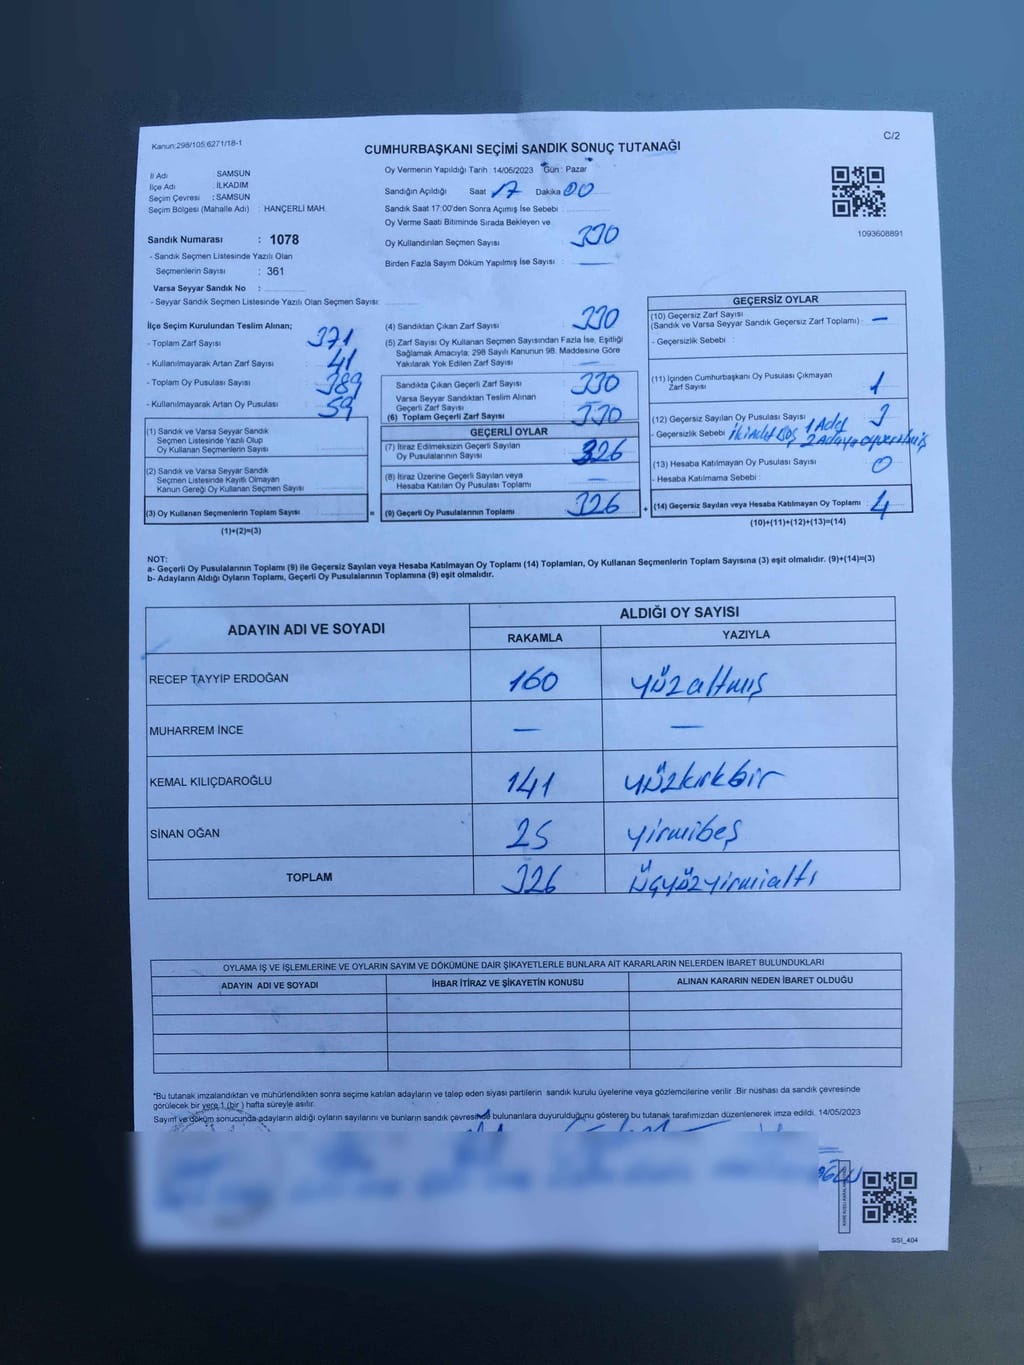 Kanun:298/105;6271/18-1
C/2
CUMHURBAŞKANI SEÇİMİ SANDIK SONUÇ TUTANAĞI
İl Adı : SAMSUN
İlçe Adı : İLKADIM
Seçim Çevresi : SAMSUN
Seçim Bölgesi (Mahalle Adı) : HANÇERLİ MAH.
Sandık Numarası : 1078
- Sandık Seçmen Listesinde Yazılı Olan
Seçmenlerin Sayısı : 361
Varsa Seyyar Sandık No :
- Seyyar Sandık Seçmen Listesinde Yazılı Olan Seçmen Sayısı:
Oy Vermenin Yapıldığı Tarih : 14/05/2023 Gün : Pazar
Sandığın Açıldığı Saat 17 Dakika 00
Sandık Saat 17:00'den Sonra Açımış İse Sebebi :
Oy Verme Saati Bitiminde Sırada Bekleyen ve
Oy Kullandırılan Seçmen Sayısı : 330
Birden Fazla Sayım Döküm Yapılmış İse Sayısı : —
1093608891
İlçe Seçim Kurulundan Teslim Alınan;
- Toplam Zarf Sayısı : 371
- Kullanılmayarak Artan Zarf Sayısı : 41
- Toplam Oy Pusulası Sayısı : 389
- Kullanılmayarak Artan Oy Pusulası : 59
(1) Sandık ve Varsa Seyyar Sandık
Seçmen Listesinde Yazılı Olup
Oy Kullanan Seçmenlerin Sayısı :
(2) Sandık ve Varsa Seyyar Sandık
Seçmen Listesinde Kayıtlı Olmayan
Kanun Gereği Oy Kullanan Seçmen Sayısı :
(3) Oy Kullanan Seçmenlerin Toplam Sayısı : =
(1)+(2)=(3)
(4) Sandıktan Çıkan Zarf Sayısı : 330
(5) Zarf Sayısı Oy Kullanan Seçmen Sayısından Fazla İse, Eşitliği
Sağlamak Amacıyla; 298 Sayılı Kanunun 98. Maddesine Göre
Yakılarak Yok Edilen Zarf Sayısı : —
Sandıkta Çıkan Geçerli Zarf Sayısı : 330
Varsa Seyyar Sandıktan Teslim Alınan
Geçerli Zarf Sayısı :
(6) Toplam Geçerli Zarf Sayısı : 330
GEÇERLİ OYLAR
(7) İtiraz Edilmeksizin Geçerli Sayılan
Oy Pusulalarının Sayısı : 326
(8) İtiraz Üzerine Geçerli Sayılan veya
Hesaba Katılan Oy Pusulası Toplamı : —
(9) Geçerli Oy Pusulalarının Toplamı : 326 +
GEÇERSİZ OYLAR
(10) Geçersiz Zarf Sayısı
(Sandık ve Varsa Seyyar Sandık Geçersiz Zarf Toplamı) : —
- Geçersizlik Sebebi :
(11) İçinden Cumhurbaşkanı Oy Pusulası Çıkmayan
Zarf Sayısı : 1
(12) Geçersiz Sayılan Oy Pusulası Sayısı : 3
- Geçersizlik Sebebi : iki adet Boş 1 Adet
(13) Hesaba Katılmayan Oy Pusulası Sayısı : 0
- Hesaba Katılmama Sebebi :
(14) Geçersiz Sayılan veya Hesaba Katılmayan Oy Toplamı : 4
(10)+(11)+(12)+(13)=(14)
NOT:
a- Geçerli Oy Pusulalarının Toplamı (9) ile Geçersiz Sayılan veya Hesaba Katılmayan Oy Toplamı (14) Toplamları, Oy Kullanan Seçmenlerin Toplam Sayısına (3) eşit olmalıdır. (9)+(14)=(3)
b- Adayların Aldığı Oyların Toplamı, Geçerli Oy Pusulalarının Toplamına (9) eşit olmalıdır.
ADAYIN ADI VE SOYADI ALDIĞI OY SAYISI
RAKAMLA YAZIYLA
RECEP TAYYİP ERDOĞAN 160 yüzaltmış
MUHARREM İNCE — —
KEMAL KILIÇDAROĞLU 141 yüzkırkbir
SİNAN OĞAN 25 yirmibeş
TOPLAM 326 üçyüzyirmialtı
OYLAMA İŞ VE İŞLEMLERİNE VE OYLARIN SAYIM VE DÖKÜMÜNE DAİR ŞİKAYETLERLE BUNLARA AİT KARARLARIN NELERDEN İBARET BULUNDUKLARI
ADAYIN ADI VE SOYADI İHBAR İTİRAZ VE ŞİKAYETİN KONUSU ALINAN KARARIN NEDEN İBARET OLDUĞU
*Bu tutanak imzalandıktan ve mühürlendikten sonra seçime katılan adayların ve talep eden siyasi partilerin sandık kurulu üyelerine veya gözlemcilerine verilir .Bir nüshası da sandık çevresinde
görülecek bir yere 1 (bir ) hafta süreyle asılır.
Sayım ve döküm sonucunda adayların aldığı oyların sayılarını ve bunların sandık çevresinde bulunanlara duyurulduğunu gösteren bu tutanak tarafımızdan düzenlenerek imza edildi. 14/05/2023
SSI_404